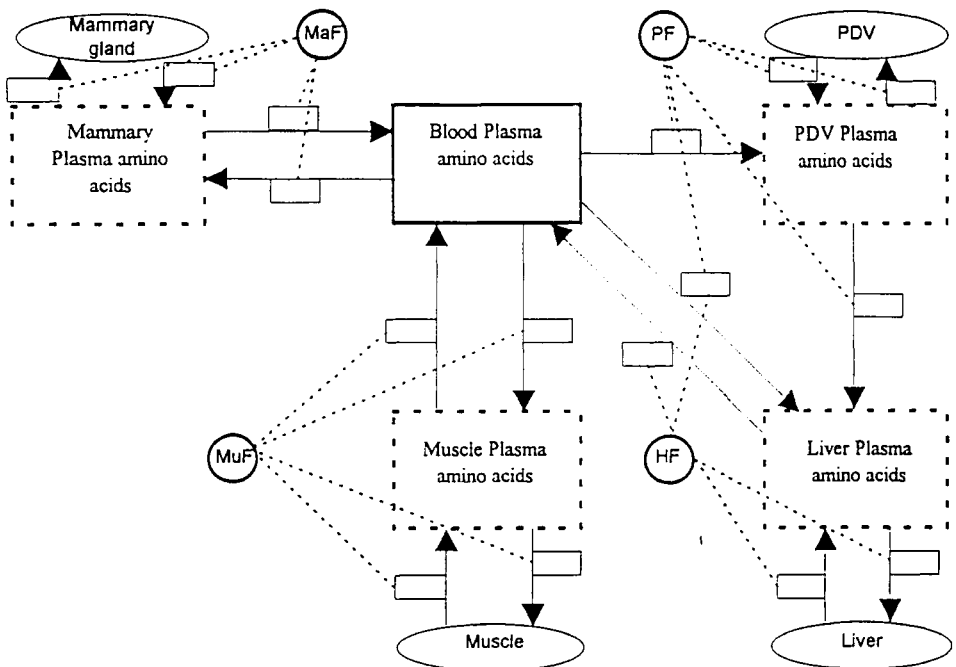 Mammary
gland
MaF
PF
PDV
Mammary
Plasma amino
acids
Blood Plasma
amino acids
PDV Plasma
amino acids
MuF
Muscle Plasma
amino acids
HF
Liver Plasma
amino acids
Muscle
Liver